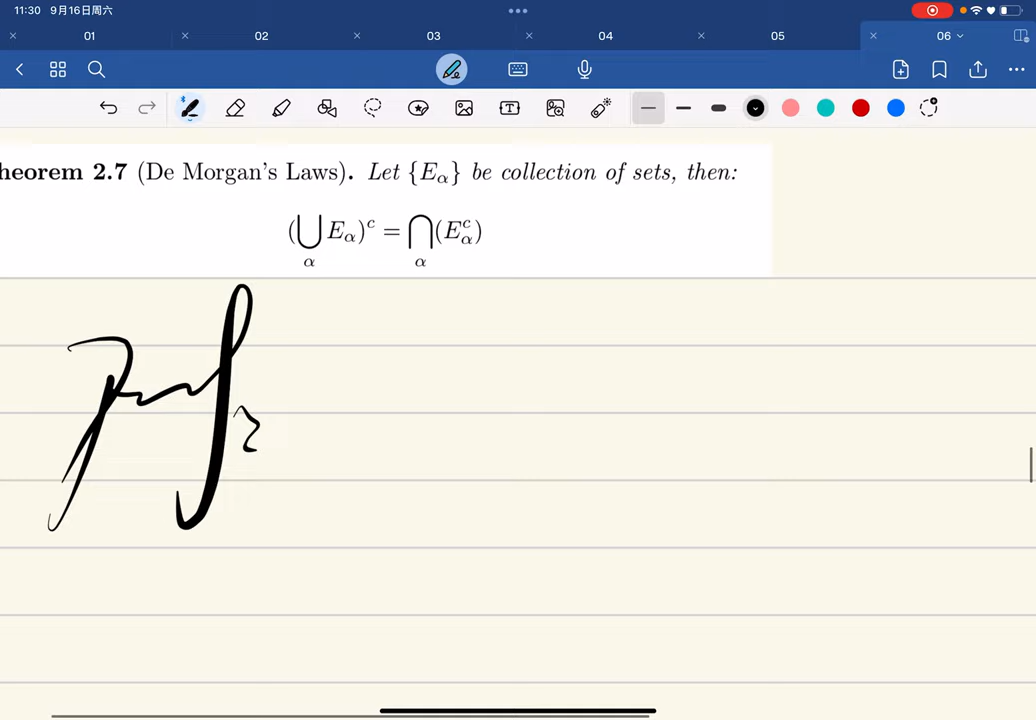 11:30 9月16日周六
01 02 03 04 05 06
heorem 2.7 (De Morgan's Laws). Let {E_α} be collection of sets, then:
(⋃_α E_α)^c = ⋂_α (E_α^c)
Proof: